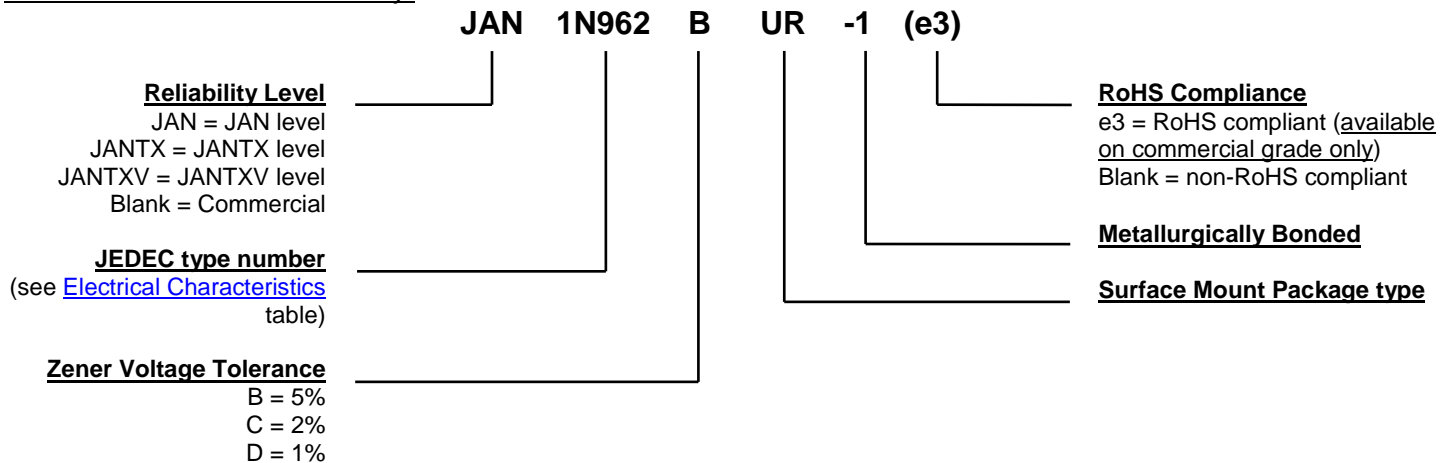 JAN 1N962 B UR -1 (e3)
Reliability Level
JAN = JAN level
JANTX = JANTX level
JANTXV = JANTXV level
Blank = Commercial
JEDEC type number
(see Electrical Characteristics
table)
Zener Voltage Tolerance
B = 5%
C = 2%
D = 1%
RoHS Compliance
e3 = RoHS compliant (available
on commercial grade only)
Blank = non-RoHS compliant
Metallurgically Bonded
Surface Mount Package type